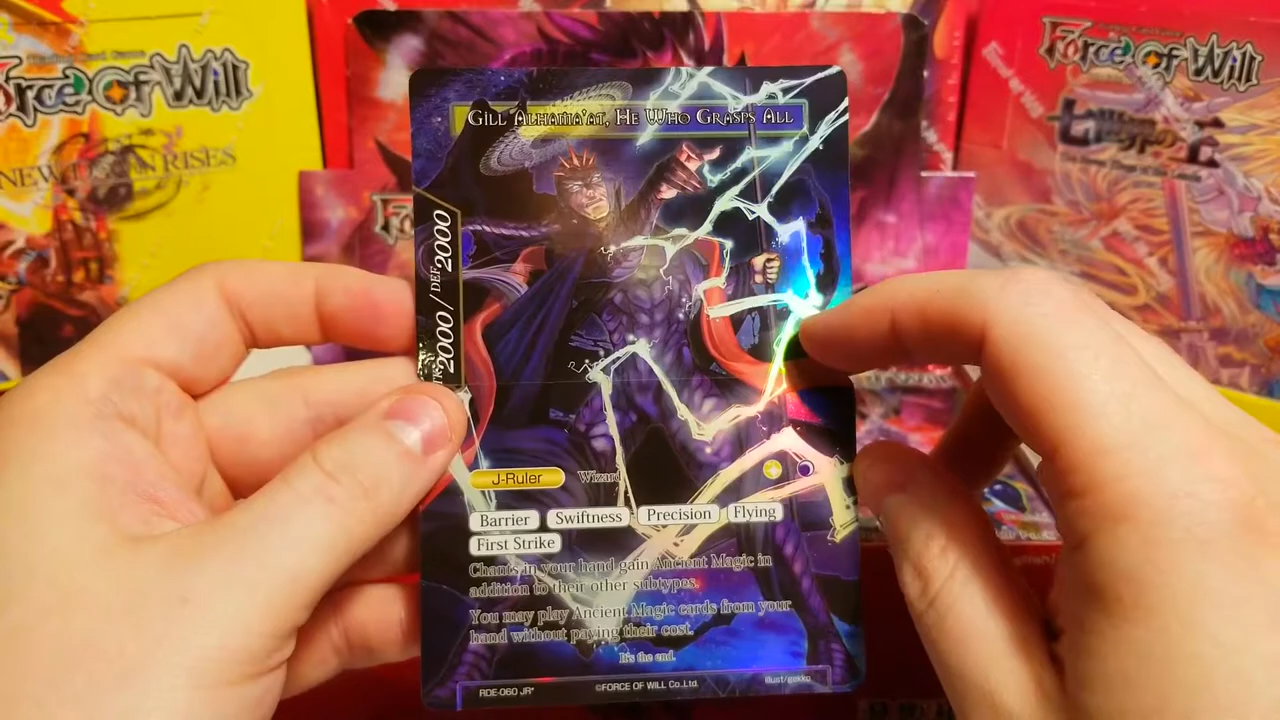 Force of Will
NEW DAWN RISES
Force of Will
GILL ALHAMA'AT, HE WHO GRASPS ALL
2000 / DEF 2000
J-Ruler
Wizard
Barrier
Swiftness
Precision
Flying
First Strike
Chants in your hand gain Ancient Magic in
addition to their other subtypes.
You may play Ancient Magic cards from your
hand without paying their cost.
It's the end.
RDE-060 JR*
©FORCE OF WILL Co.,Ltd.
illust/gekko